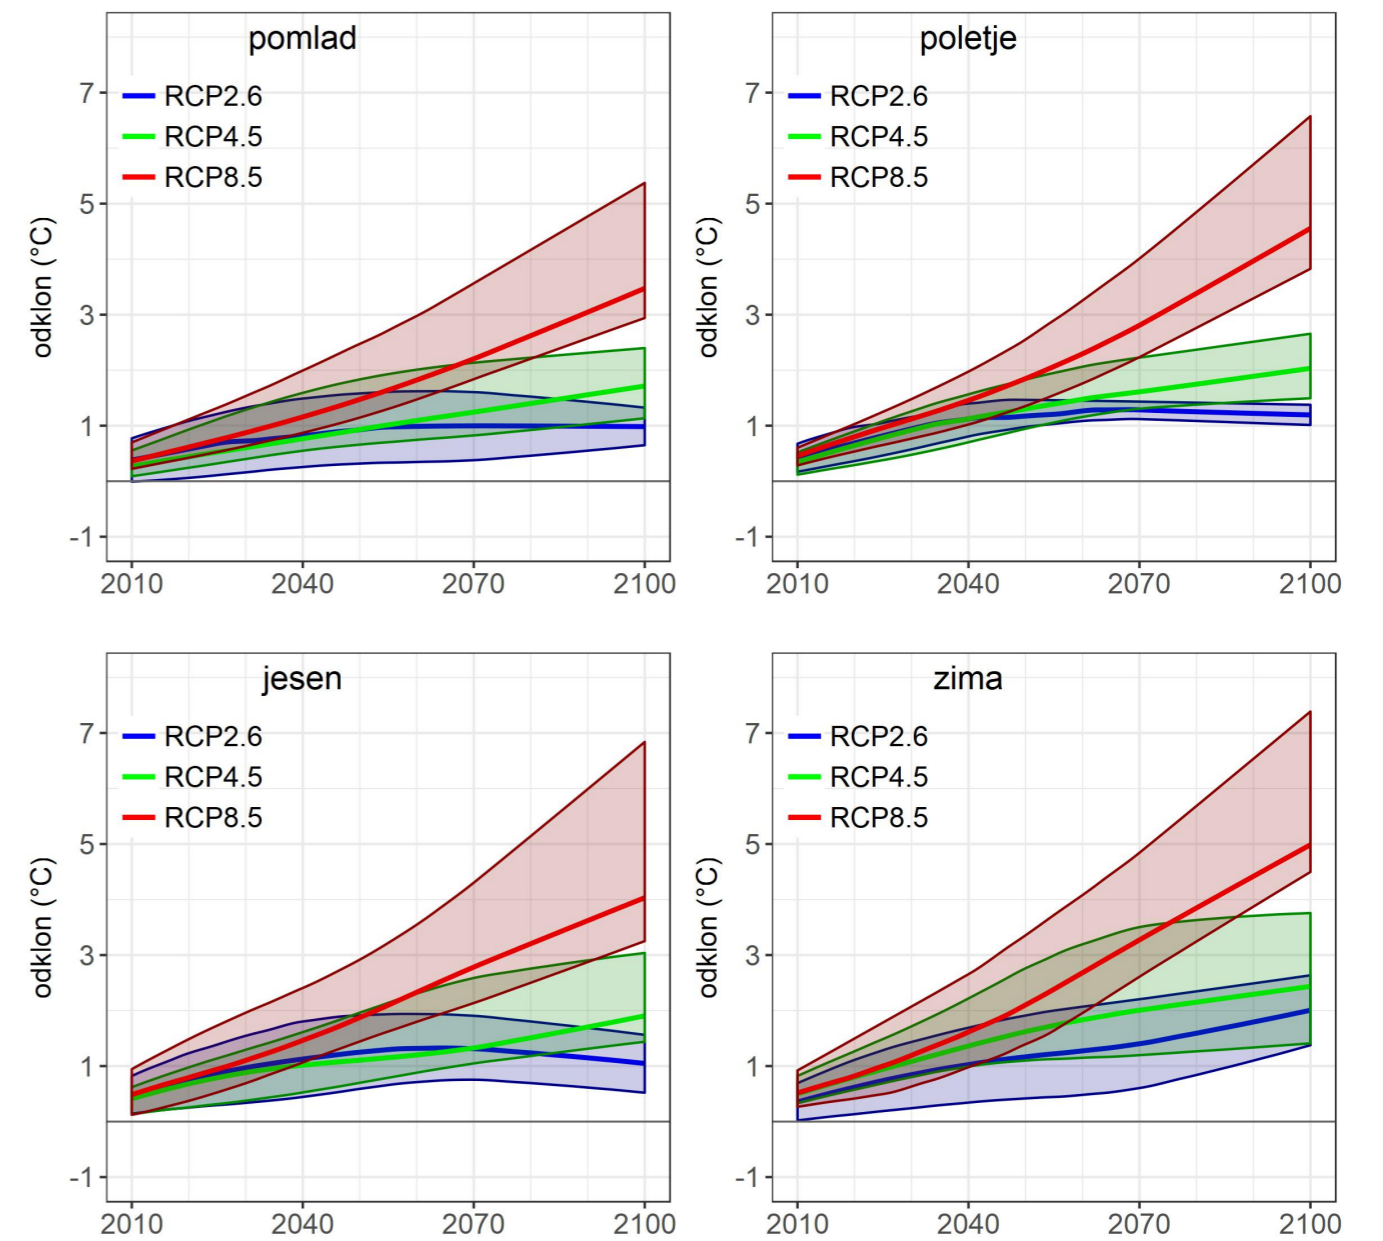 pomlad
RCP2.6
RCP4.5
RCP8.5
odklon (°C)
7
5
3
1
-1
2010 2040 2070 2100
poletje
RCP2.6
RCP4.5
RCP8.5
odklon (°C)
7
5
3
1
-1
2010 2040 2070 2100
jesen
RCP2.6
RCP4.5
RCP8.5
odklon (°C)
7
5
3
1
-1
2010 2040 2070 2100
zima
RCP2.6
RCP4.5
RCP8.5
odklon (°C)
7
5
3
1
-1
2010 2040 2070 2100